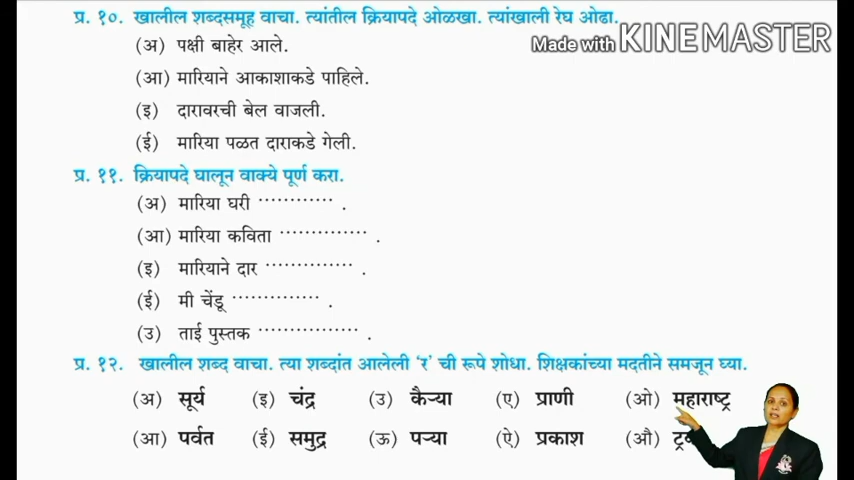 प्र. १०. खालील शब्दसमूह वाचा. त्यांतील क्रियापदे ओळखा. त्यांखाली रेघ ओढा.
Made with KINEMASTER
(अ) पक्षी बाहेर आले.
(आ) मारियाने आकाशाकडे पाहिले.
(इ) दारावरची बेल वाजली.
(ई) मारिया पळत दाराकडे गेली.
प्र. ११. क्रियापदे घालून वाक्ये पूर्ण करा.
(अ) मारिया घरी ............ .
(आ) मारिया कविता .............. .
(इ) मारियाने दार .............. .
(ई) मी चेंडू .............. .
(उ) ताई पुस्तक ................ .
प्र. १२. खालील शब्द वाचा. त्या शब्दांत आलेली ‘र’ ची रूपे शोधा. शिक्षकांच्या मदतीने समजून घ्या.
(अ) सूर्य (इ) चंद्र (उ) कैऱ्या (ए) प्राणी (ओ) महाराष्ट्र
(आ) पर्वत (ई) समुद्र (ऊ) पऱ्या (ऐ) प्रकाश (औ)